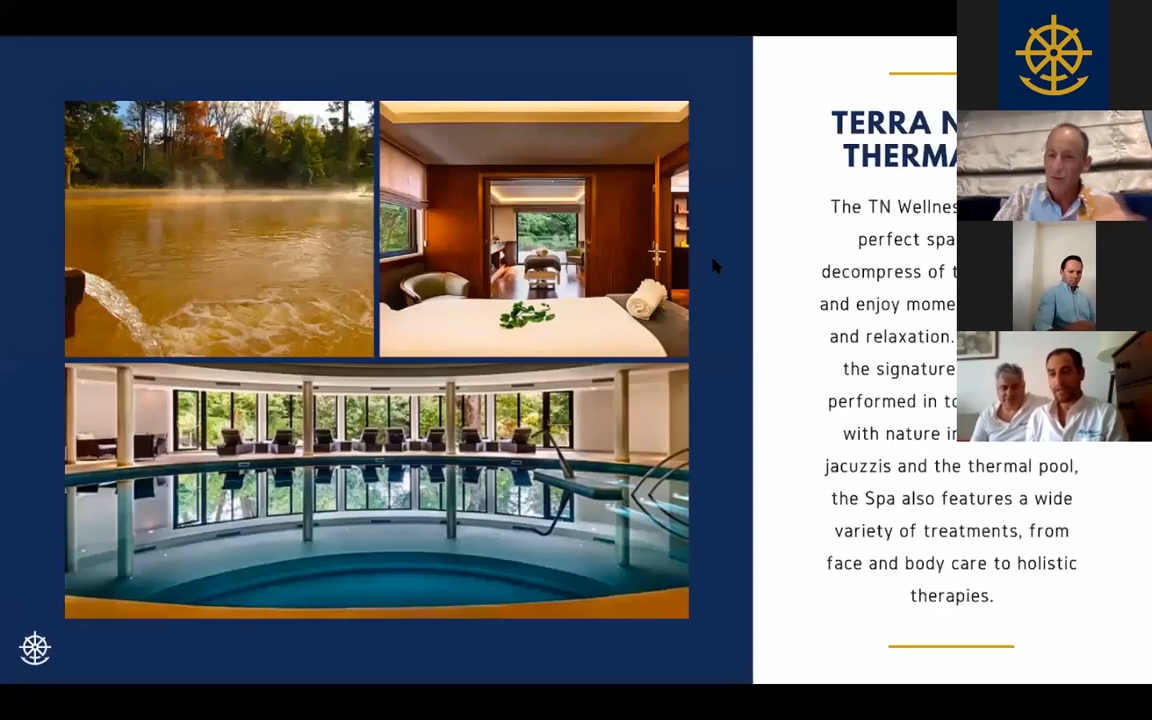 TERRA
THERMA
The TN
perfect spa
decompress of
and enjoy
and relaxation.
the signature
performed in
with nature
jacuzzis and the thermal pool,
the Spa also features a wide
variety of treatments, from
face and body care to holistic
therapies.